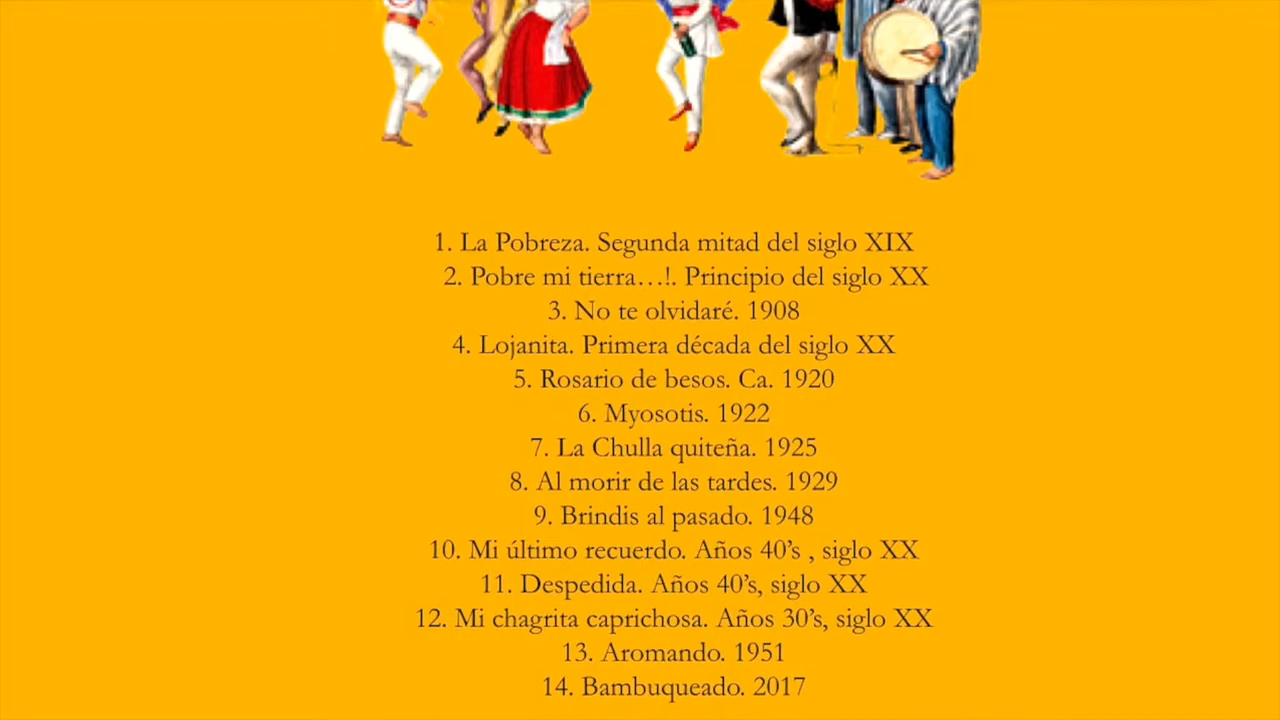 1. La Pobreza. Segunda mitad del siglo XIX
2. Pobre mi tierra…!. Principio del siglo XX
3. No te olvidaré. 1908
4. Lojanita. Primera década del siglo XX
5. Rosario de besos. Ca. 1920
6. Myosotis. 1922
7. La Chulla quiteña. 1925
8. Al morir de las tardes. 1929
9. Brindis al pasado. 1948
10. Mi último recuerdo. Años 40’s , siglo XX
11. Despedida. Años 40’s, siglo XX
12. Mi chagrita caprichosa. Años 30’s, siglo XX
13. Aromando. 1951
14. Bambuqueado. 2017